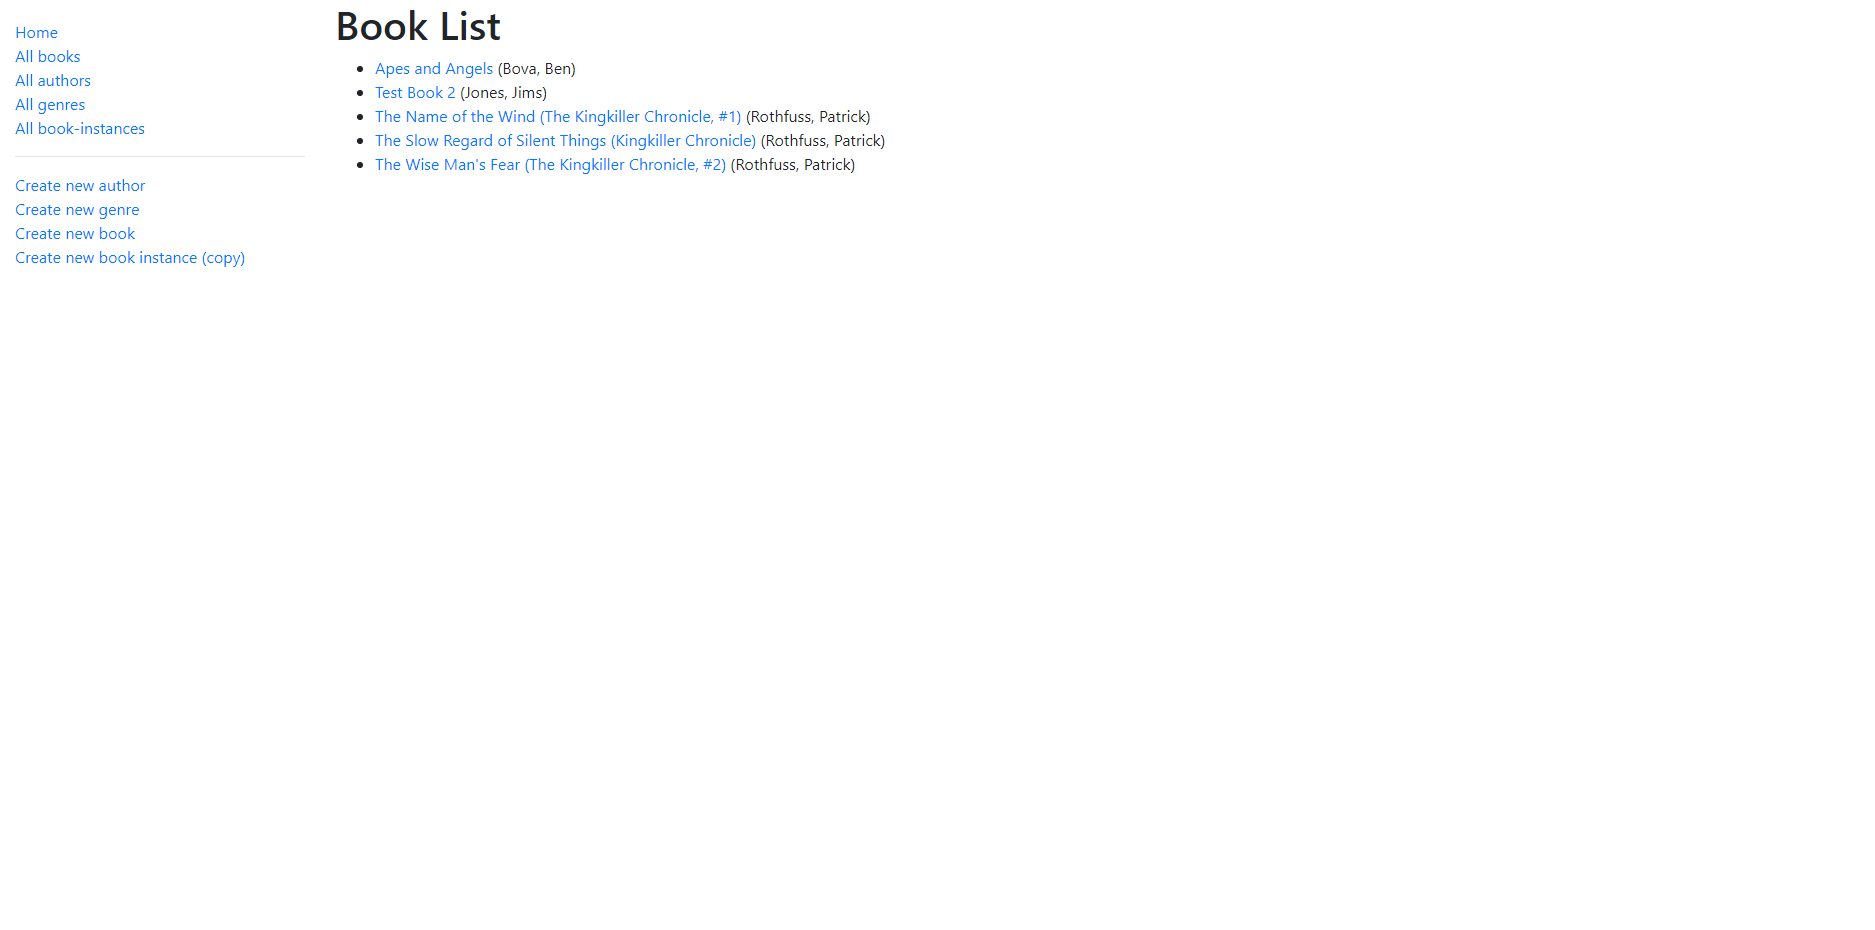 Home
All books
All authors
All genres
All book-instances
Create new author
Create new genre
Create new book
Create new book instance (copy)
Book List
Apes and Angels (Bova, Ben)
Test Book 2 (Jones, Jims)
The Name of the Wind (The Kingkiller Chronicle, #1) (Rothfuss, Patrick)
The Slow Regard of Silent Things (Kingkiller Chronicle) (Rothfuss, Patrick)
The Wise Man's Fear (The Kingkiller Chronicle, #2) (Rothfuss, Patrick)